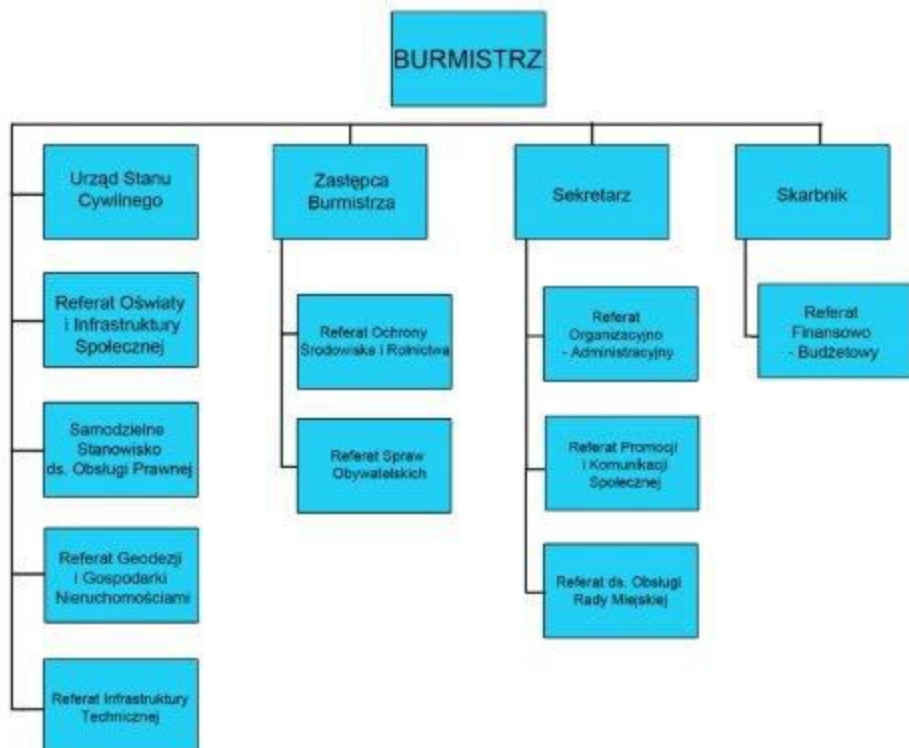 BURMISTRZ
Urząd Stanu
Cywilnego
Zastępca
Burmistrza
Sekretarz
Skarbnik
Referat Oświaty
i Infrastruktury
Społecznej
Referat Ochrony
Środowiska i Rolnictwa
Referat
Organizacyjno
- Administracyjny
Referat
Finansowo
- Budżetowy
Samodzielne
Stanowisko
ds. Obsługi Prawnej
Referat Spraw
Obywatelskich
Referat Promocji
i Komunikacji
Społecznej
Referat Geodezji
i Gospodarki
Nieruchomościami
Referat ds. Obsługi
Rady Miejskiej
Referat Infrastruktury
Technicznej